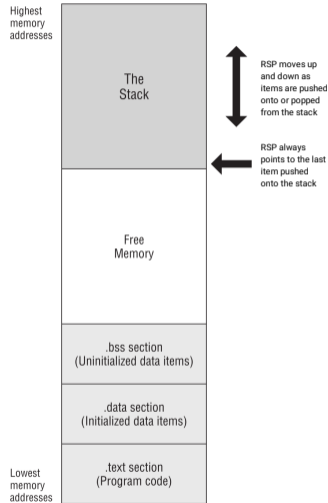 Highest
memory
addresses
The
Stack
RSP moves up
and down as
items are pushed
onto or popped
from the stack
RSP always
points to the last
item pushed
onto the stack
Free
Memory
.bss section
(Uninitialized data items)
.data section
(Initialized data items)
Lowest
memory
addresses
.text section
(Program code)